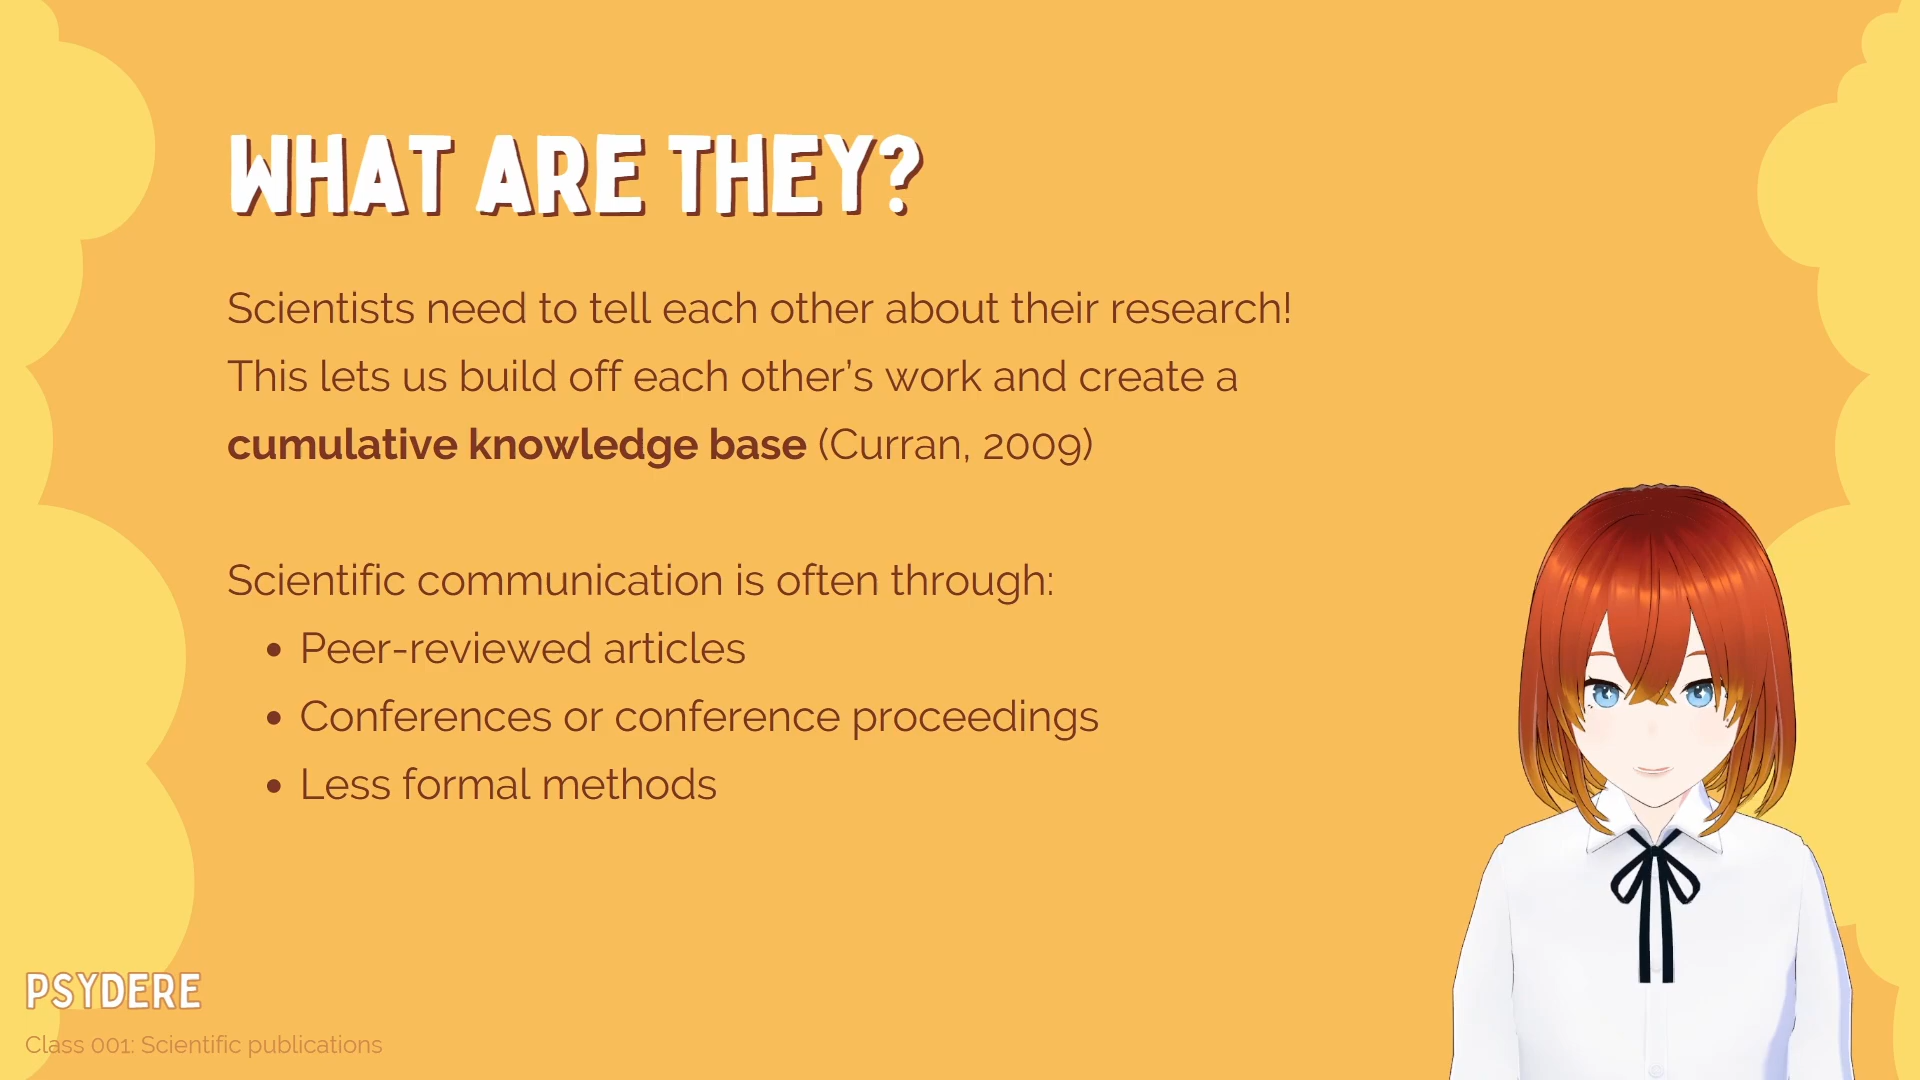 WHAT ARE THEY?
Scientists need to tell each other about their research!
This lets us build off each other’s work and create a
cumulative knowledge base (Curran, 2009)
Scientific communication is often through:
• Peer-reviewed articles
• Conferences or conference proceedings
• Less formal methods
PSYDERE
Class 001: Scientific publications